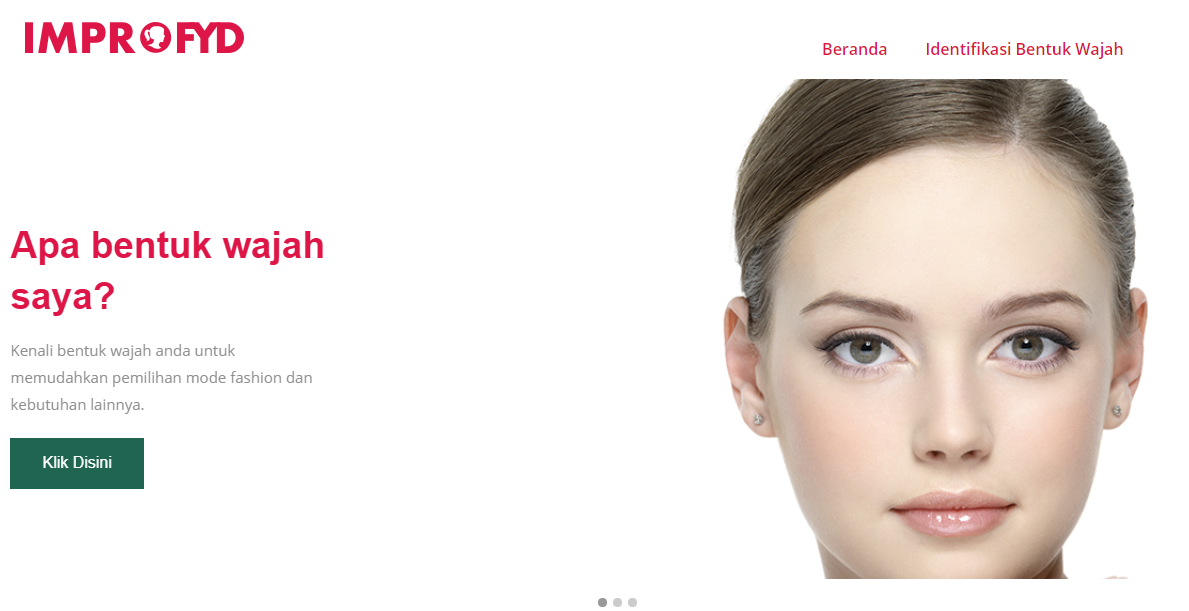 IMPROFYD
Beranda
Identifikasi Bentuk Wajah
Apa bentuk wajah
saya?
Kenali bentuk wajah anda untuk
memudahkan pemilihan mode fashion dan
kebutuhan lainnya.
Klik Disini